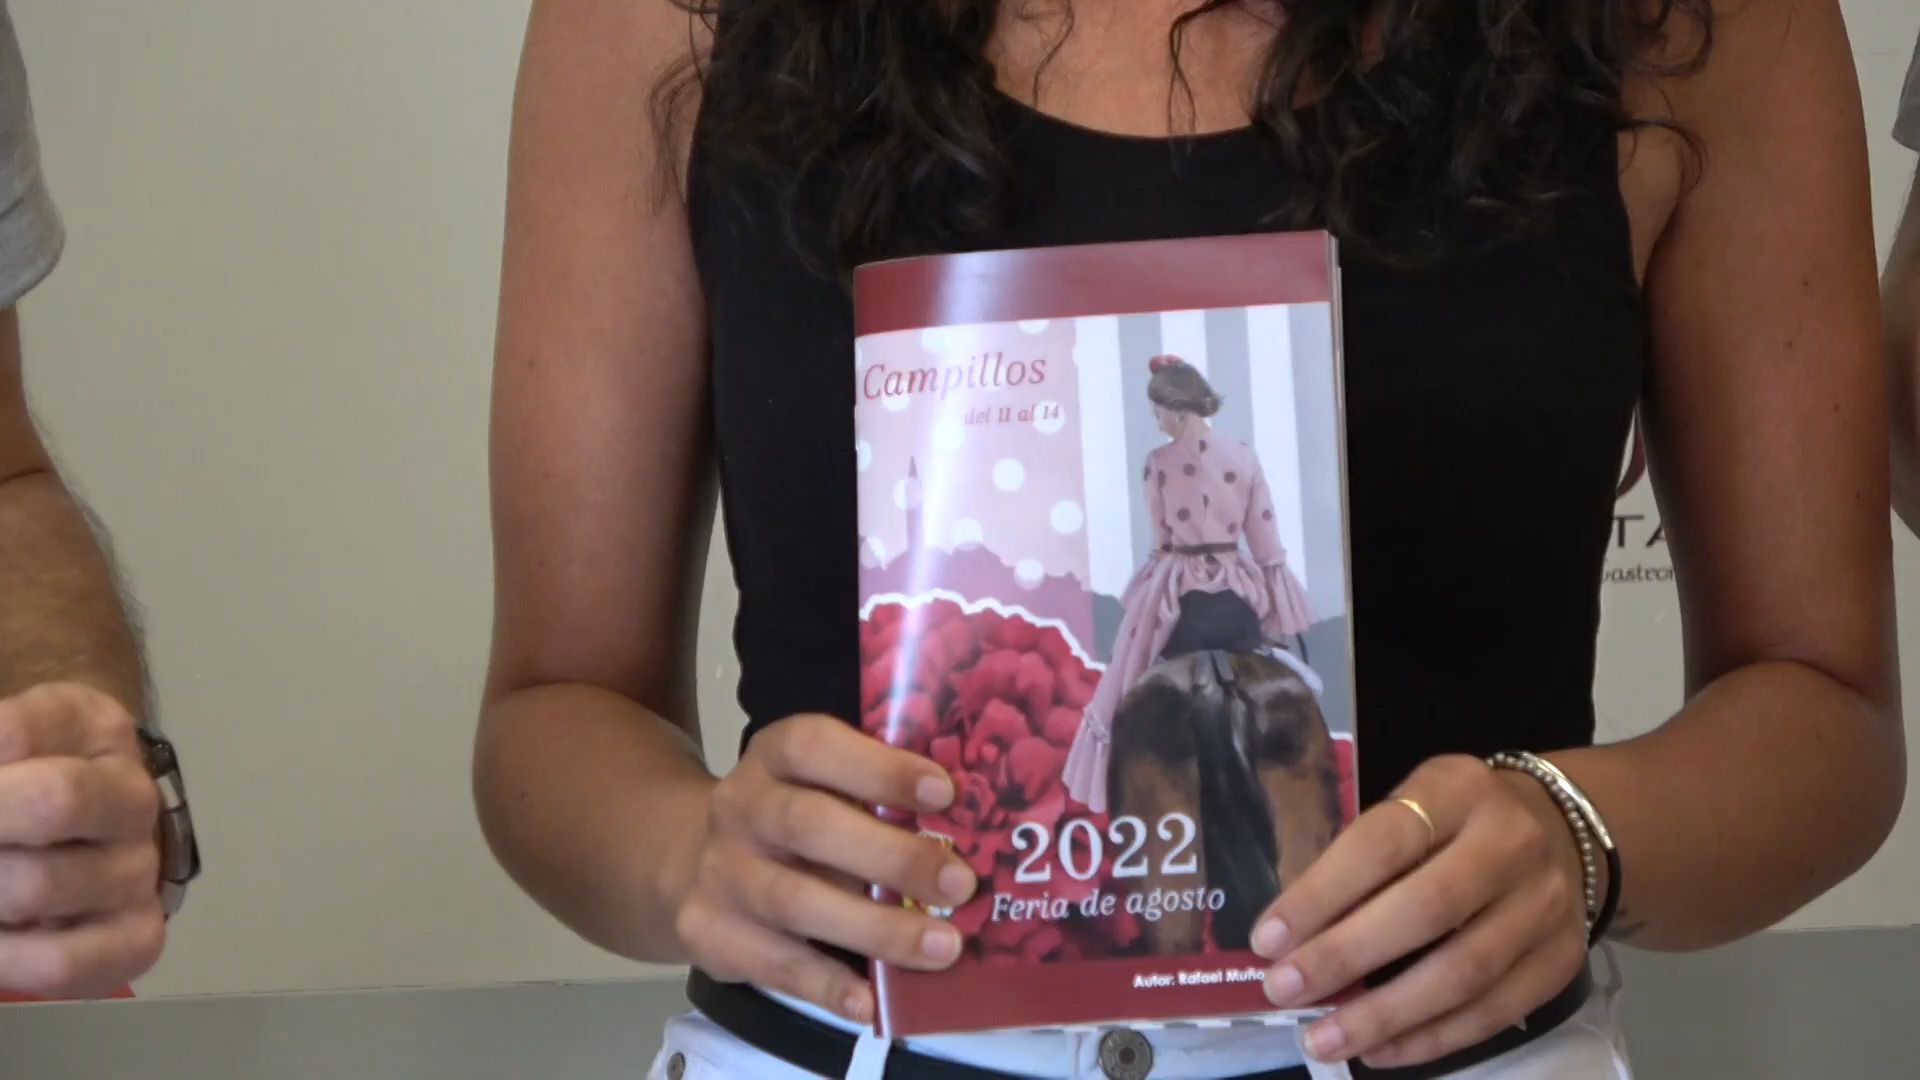 Campillos
del 11 al 14
2022
Feria de agosto
Autor: Rafael